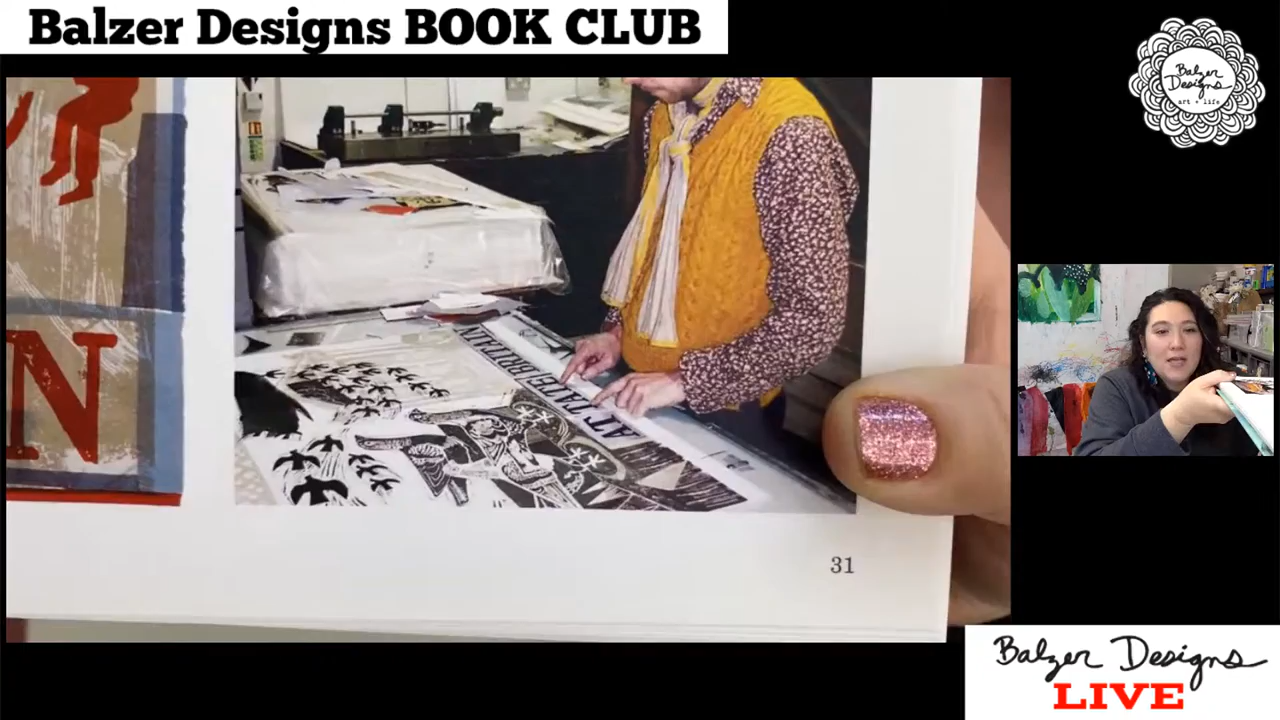 Balzer Designs BOOK CLUB
Balzer
Designs
art + life
N
AT TATE BRITAIN
31
Balzer Designs
LIVE